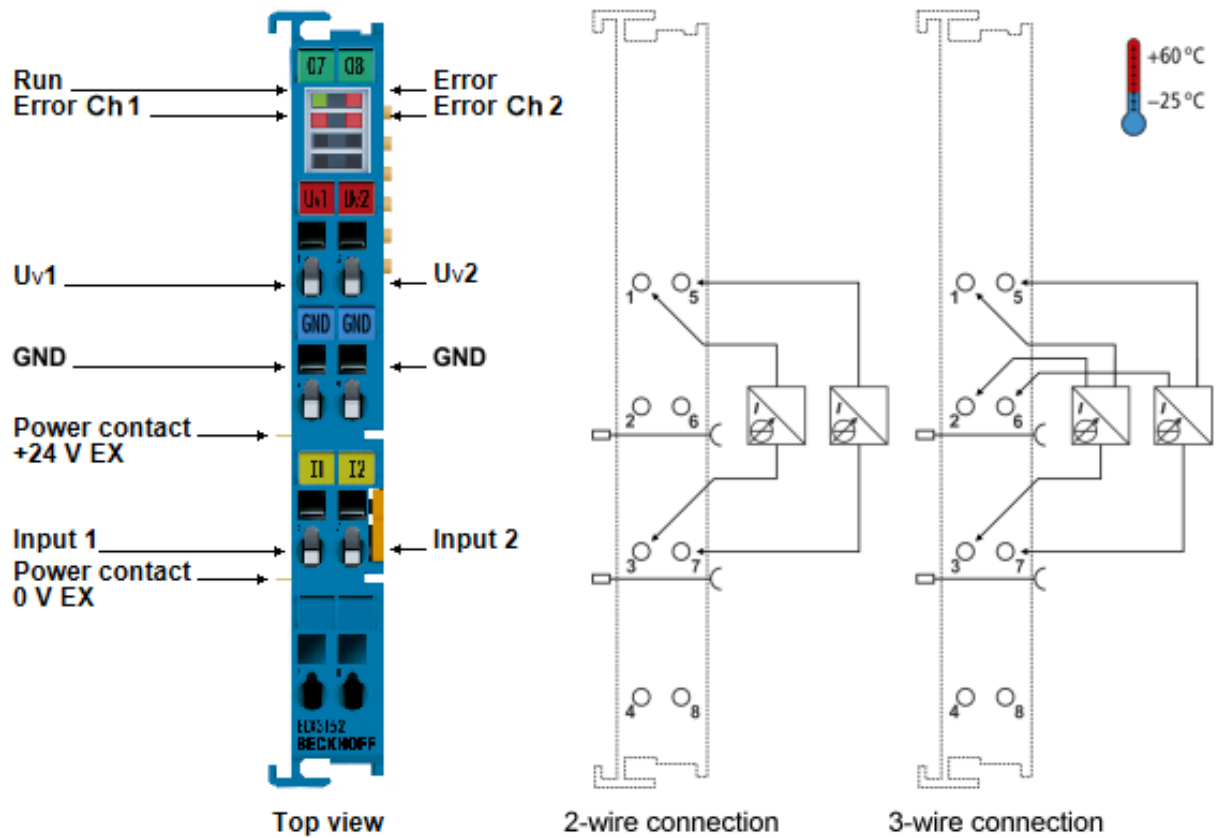 07 08
Run
Error
Error Ch 1
Error Ch 2
Uv1 Uv2
Uv1
Uv2
GND GND
GND
GND
Power contact
+24 V EX
I1 I2
Input 1
Input 2
Power contact
0 V EX
ELX3152
BECKHOFF
Top view
1 5
2 6
3 7
4 8
2-wire connection
1 5
2 6
3 7
4 8
3-wire connection
I
I
I
I
+60 °C
−25 °C